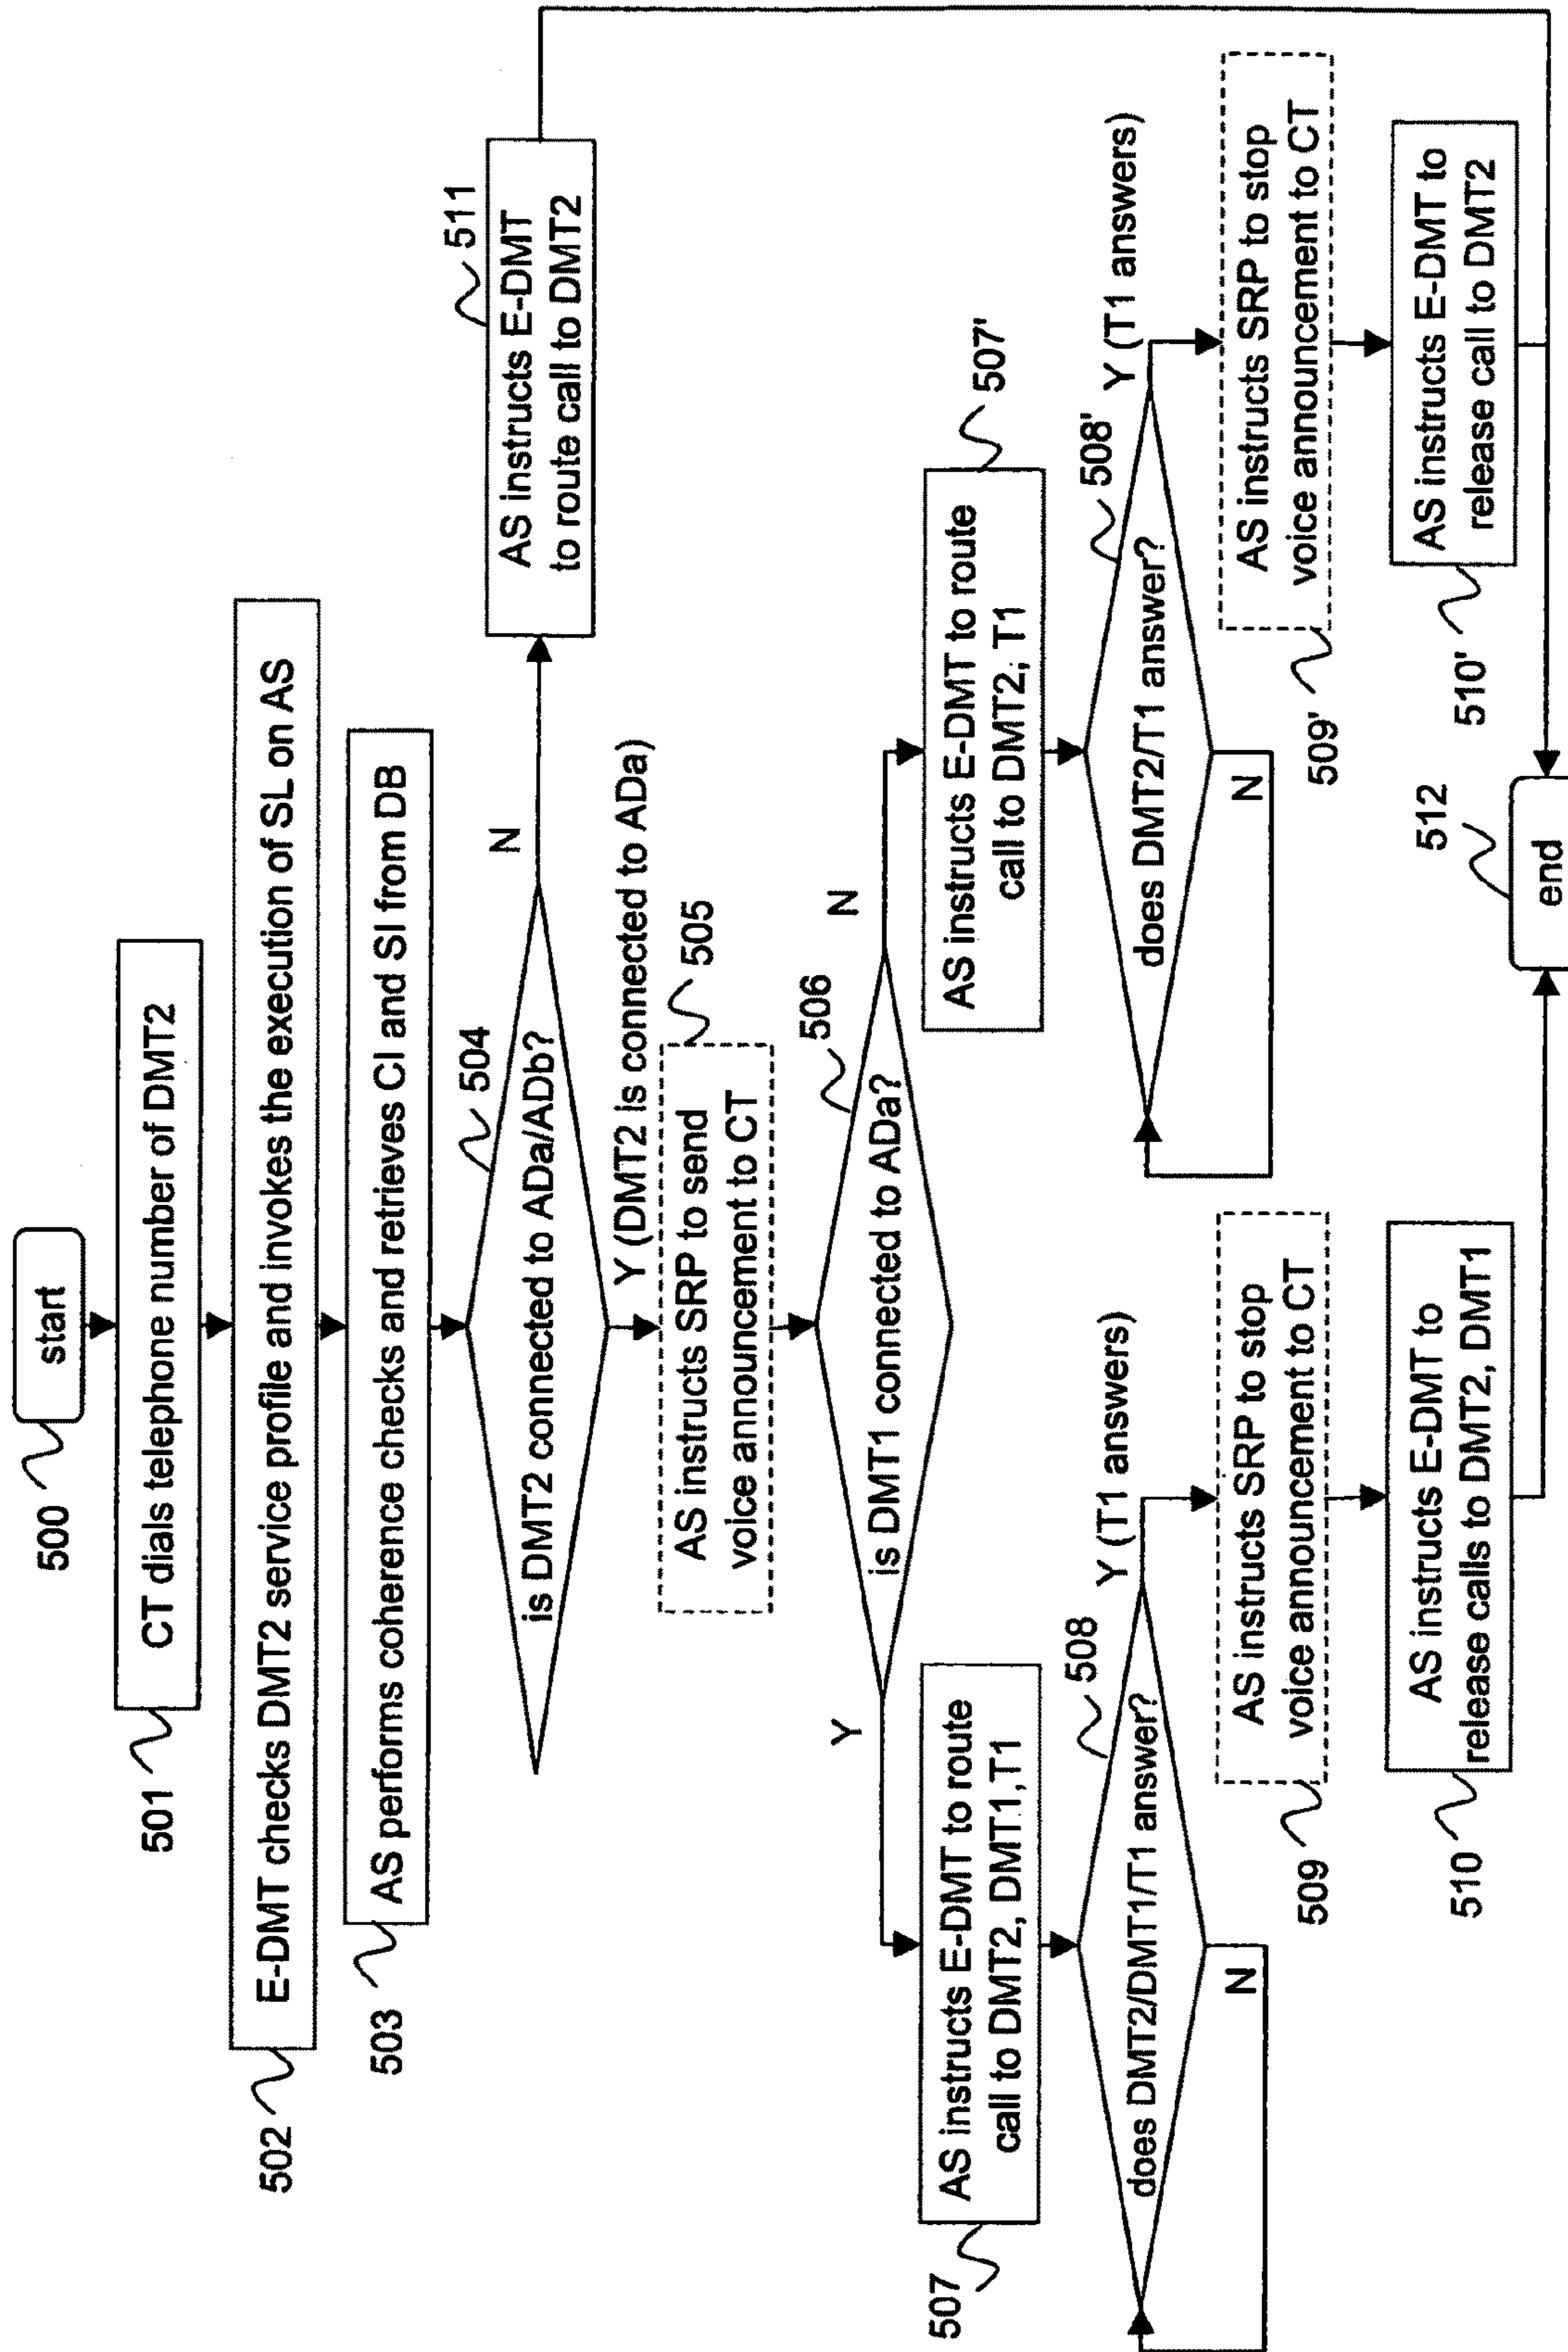 500
start
501
CT dials telephone number of DMT2
502
E-DMT checks DMT2 service profile and invokes the execution of SL on AS
503
AS performs coherence checks and retrieves CI and SI from DB
504
is DMT2 connected to ADa/ADb?
N
511
AS instructs E-DMT
to route call to DMT2
Y (DMT2 is connected to ADa)
505
AS instructs SRP to send
voice announcement to CT
506
is DMT1 connected to ADa?
Y
N
507
AS instructs E-DMT to route
call to DMT2, DMT1,T1
508
does DMT2/DMT1/T1 answer?
N
Y (T1 answers)
509
AS instructs SRP to stop
voice announcement to CT
510
AS instructs E-DMT to
release calls to DMT2, DMT1
507'
AS instructs E-DMT to route
call to DMT2, T1
508'
does DMT2/T1 answer?
N
Y (T1 answers)
509'
AS instructs SRP to stop
voice announcement to CT
510'
AS instructs E-DMT to
release call to DMT2
512
end